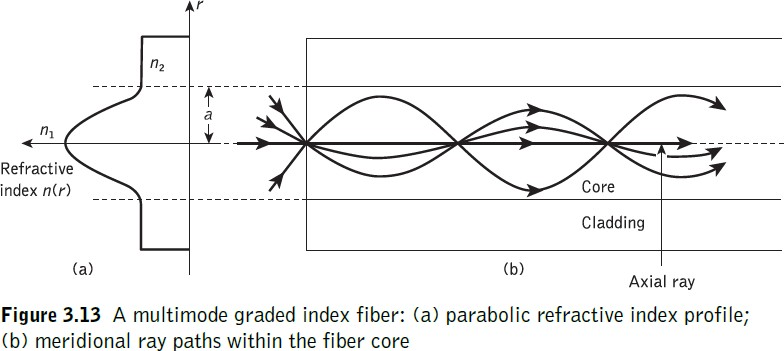 r
n2
a
n1
Refractive
index n(r)
Core
Cladding
(a)
(b)
Axial ray
Figure 3.13 A multimode graded index fiber: (a) parabolic refractive index profile;
(b) meridional ray paths within the fiber core